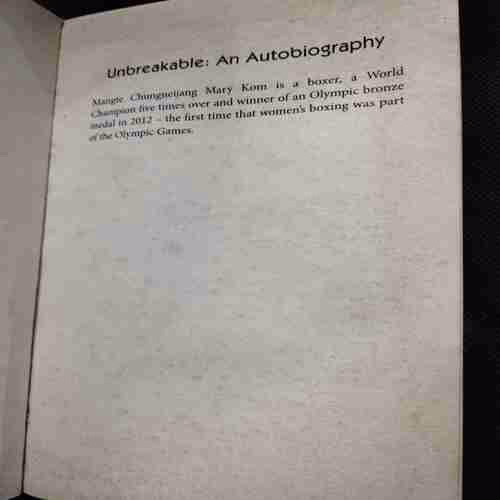 Unbreakable: An Autobiography
Mangte Chungneijang Mary Kom is a boxer, a World
Champion five times over and winner of an Olympic bronze
medal in 2012 – the first time that women's boxing was part
of the Olympic Games.